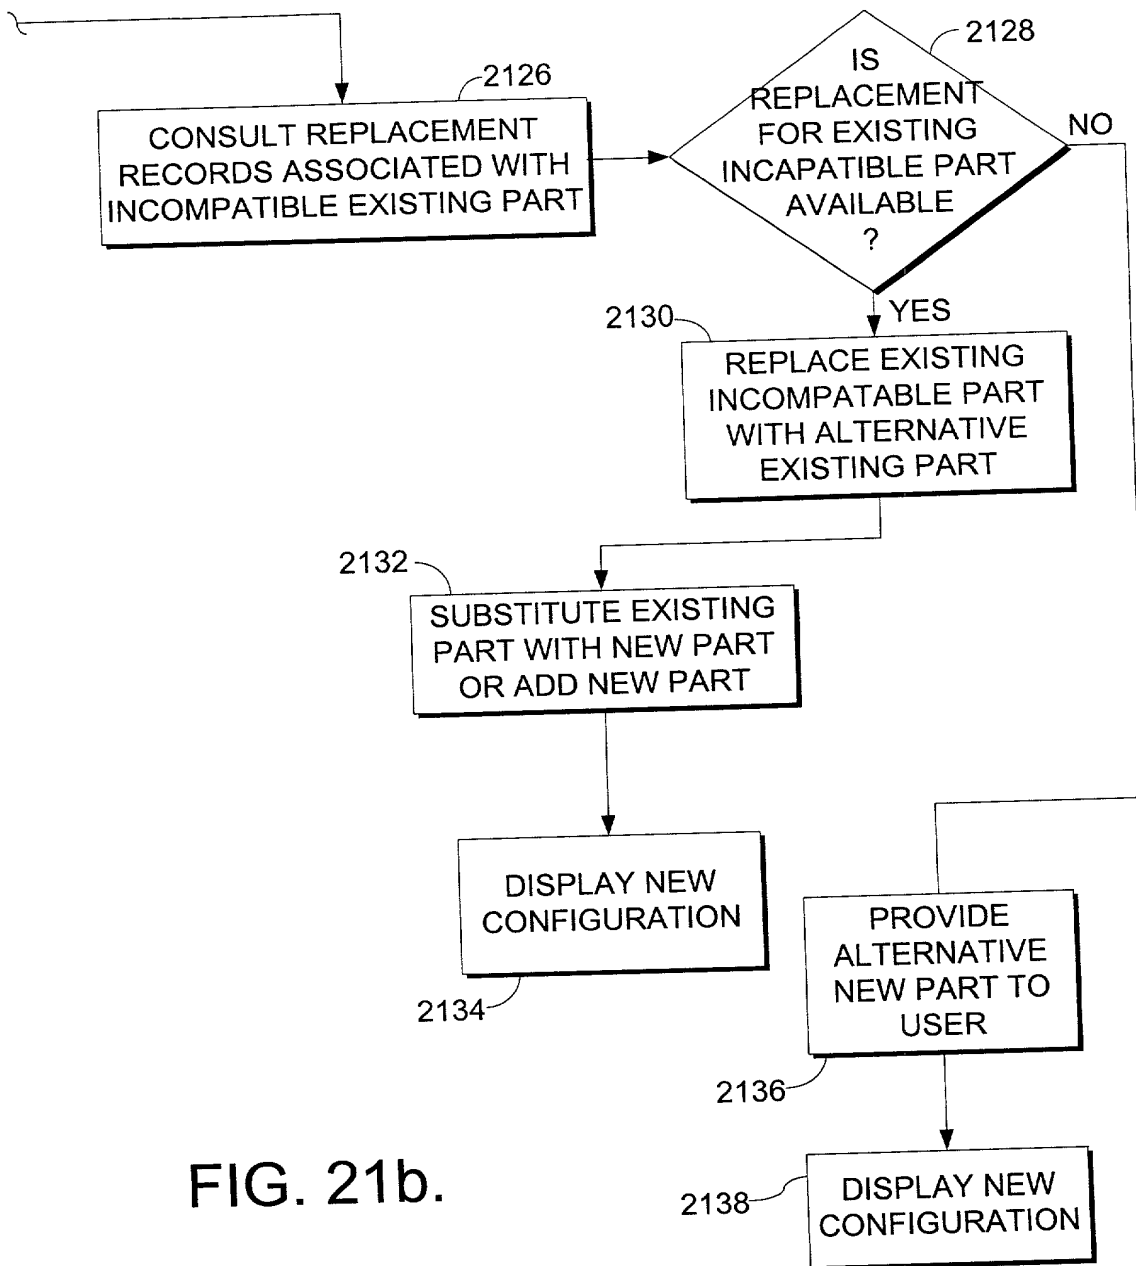 2126
CONSULT REPLACEMENT
RECORDS ASSOCIATED WITH
INCOMPATIBLE EXISTING PART
2128
IS
REPLACEMENT
FOR EXISTING
INCAPATIBLE PART
AVAILABLE
?
NO
YES
2130
REPLACE EXISTING
INCOMPATABLE PART
WITH ALTERNATIVE
EXISTING PART
2132
SUBSTITUTE EXISTING
PART WITH NEW PART
OR ADD NEW PART
DISPLAY NEW
CONFIGURATION
2134
PROVIDE
ALTERNATIVE
NEW PART TO
USER
2136
2138
DISPLAY NEW
CONFIGURATION
FIG. 21b.